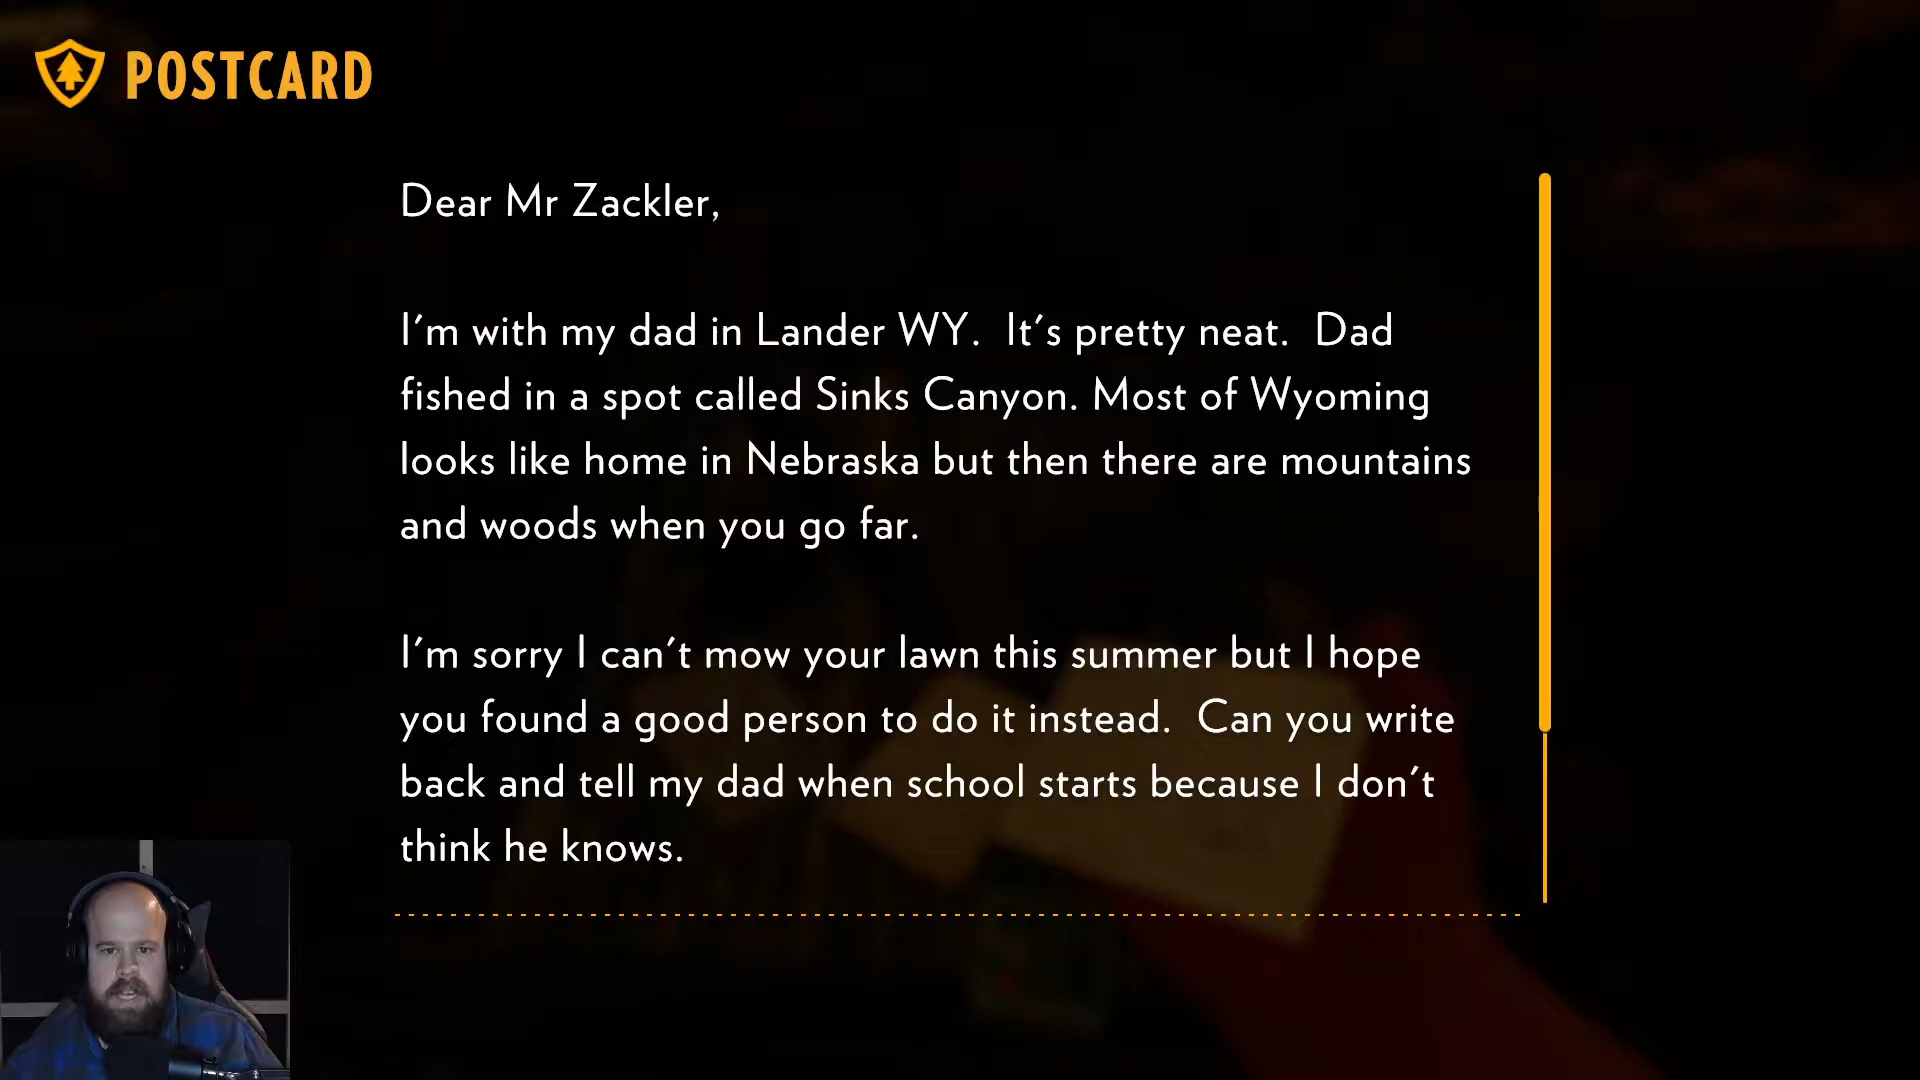 POSTCARD
Dear Mr Zackler,
I'm with my dad in Lander WY.  It's pretty neat.  Dad
fished in a spot called Sinks Canyon. Most of Wyoming
looks like home in Nebraska but then there are mountains
and woods when you go far.
I'm sorry I can't mow your lawn this summer but I hope
you found a good person to do it instead.  Can you write
back and tell my dad when school starts because I don't
think he knows.